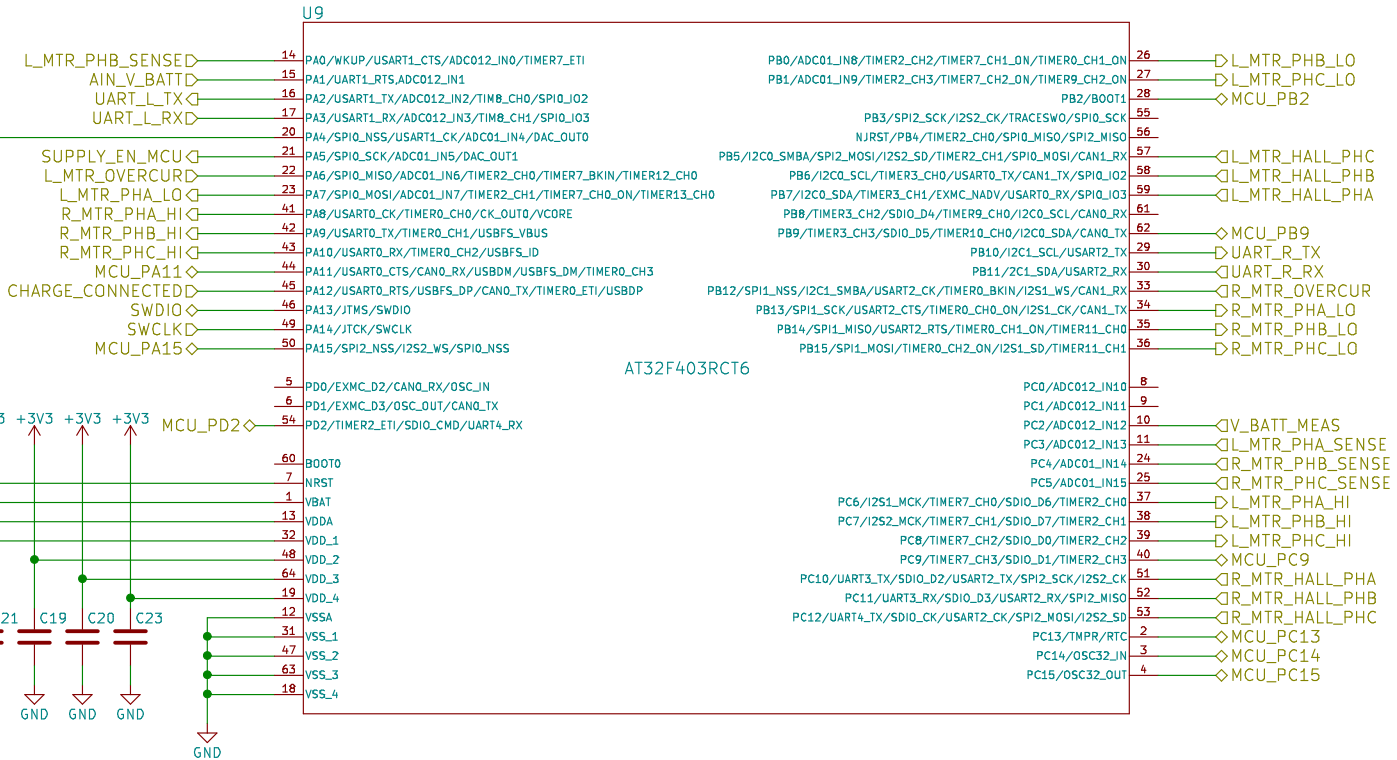 U9
L_MTR_PHB_SENSE 14 PA0/WKUP/USART1_CTS/ADC012_IN0/TIMER7_ETI PB0/ADC01_IN8/TIMER2_CH2/TIMER7_CH1_ON/TIMER0_CH1_ON 26 L_MTR_PHB_LO
AIN_V_BATT 15 PA1/UART1_RTS,ADC012_IN1 PB1/ADC01_IN9/TIMER2_CH3/TIMER7_CH2_ON/TIMER9_CH2_ON 27 L_MTR_PHC_LO
UART_L_TX 16 PA2/USART1_TX/ADC012_IN2/TIM8_CH0/SPI0_IO2 PB2/BOOT1 28 MCU_PB2
UART_L_RX 17 PA3/USART1_RX/ADC012_IN3/TIM8_CH1/SPI0_IO3 PB3/SPI2_SCK/I2S2_CK/TRACESWO/SPI0_SCK 55
20 PA4/SPI0_NSS/USART1_CK/ADC01_IN4/DAC_OUT0 NJRST/PB4/TIMER2_CH0/SPI0_MISO/SPI2_MISO 56
SUPPLY_EN_MCU 21 PA5/SPI0_SCK/ADC01_IN5/DAC_OUT1 PB5/I2C0_SMBA/SPI2_MOSI/I2S2_SD/TIMER2_CH1/SPI0_MOSI/CAN1_RX 57 L_MTR_HALL_PHC
L_MTR_OVERCUR 22 PA6/SPI0_MISO/ADC01_IN6/TIMER2_CH0/TIMER7_BKIN/TIMER12_CH0 PB6/I2C0_SCL/TIMER3_CH0/USART0_TX/CAN1_TX/SPI0_IO2 58 L_MTR_HALL_PHB
L_MTR_PHA_LO 23 PA7/SPI0_MOSI/ADC01_IN7/TIMER2_CH1/TIMER7_CH0_ON/TIMER13_CH0 PB7/I2C0_SDA/TIMER3_CH1/EXMC_NADV/USART0_RX/SPI0_IO3 59 L_MTR_HALL_PHA
R_MTR_PHA_HI 41 PA8/USART0_CK/TIMER0_CH0/CK_OUT0/VCORE PB8/TIMER3_CH2/SDIO_D4/TIMER9_CH0/I2C0_SCL/CAN0_RX 61
R_MTR_PHB_HI 42 PA9/USART0_TX/TIMER0_CH1/USBFS_VBUS PB9/TIMER3_CH3/SDIO_D5/TIMER10_CH0/I2C0_SDA/CAN0_TX 62 MCU_PB9
R_MTR_PHC_HI 43 PA10/USART0_RX/TIMER0_CH2/USBFS_ID PB10/I2C1_SCL/USART2_TX 29 UART_R_TX
MCU_PA11 44 PA11/USART0_CTS/CAN0_RX/USBDM/USBFS_DM/TIMER0_CH3 PB11/2C1_SDA/USART2_RX 30 UART_R_RX
CHARGE_CONNECTED 45 PA12/USART0_RTS/USBFS_DP/CAN0_TX/TIMER0_ETI/USBDP PB12/SPI1_NSS/I2C1_SMBA/USART2_CK/TIMER0_BKIN/I2S1_WS/CAN1_RX 33 R_MTR_OVERCUR
SWDIO 46 PA13/JTMS/SWDIO PB13/SPI1_SCK/USART2_CTS/TIMER0_CH0_ON/I2S1_CK/CAN1_TX 34 R_MTR_PHA_LO
SWCLK 49 PA14/JTCK/SWCLK PB14/SPI1_MISO/USART2_RTS/TIMER0_CH1_ON/TIMER11_CH0 35 R_MTR_PHB_LO
MCU_PA15 50 PA15/SPI2_NSS/I2S2_WS/SPI0_NSS PB15/SPI1_MOSI/TIMER0_CH2_ON/I2S1_SD/TIMER11_CH1 36 R_MTR_PHC_LO
AT32F403RCT6
5 PD0/EXMC_D2/CAN0_RX/OSC_IN PC0/ADC012_IN10 8
6 PD1/EXMC_D3/OSC_OUT/CAN0_TX PC1/ADC012_IN11 9
3 +3V3 +3V3 +3V3 MCU_PD2 54 PD2/TIMER2_ETI/SDIO_CMD/UART4_RX PC2/ADC012_IN12 10 V_BATT_MEAS
PC3/ADC012_IN13 11 L_MTR_PHA_SENSE
60 BOOT0 PC4/ADC01_IN14 24 R_MTR_PHB_SENSE
7 NRST PC5/ADC01_IN15 25 R_MTR_PHC_SENSE
1 VBAT PC6/I2S1_MCK/TIMER7_CH0/SDIO_D6/TIMER2_CH0 37 L_MTR_PHA_HI
13 VDDA PC7/I2S2_MCK/TIMER7_CH1/SDIO_D7/TIMER2_CH1 38 L_MTR_PHB_HI
32 VDD_1 PC8/TIMER7_CH2/SDIO_D0/TIMER2_CH2 39 L_MTR_PHC_HI
48 VDD_2 PC9/TIMER7_CH3/SDIO_D1/TIMER2_CH3 40 MCU_PC9
64 VDD_3 PC10/UART3_TX/SDIO_D2/USART2_TX/SPI2_SCK/I2S2_CK 51 R_MTR_HALL_PHA
19 VDD_4 PC11/UART3_RX/SDIO_D3/USART2_RX/SPI2_MISO 52 R_MTR_HALL_PHB
21 C19 C20 C23 12 VSSA PC12/UART4_TX/SDIO_CK/USART2_CK/SPI2_MOSI/I2S2_SD 53 R_MTR_HALL_PHC
31 VSS_1 PC13/TMPR/RTC 2 MCU_PC13
47 VSS_2 PC14/OSC32_IN 3 MCU_PC14
63 VSS_3 PC15/OSC32_OUT 4 MCU_PC15
18 VSS_4
GND GND GND
GND